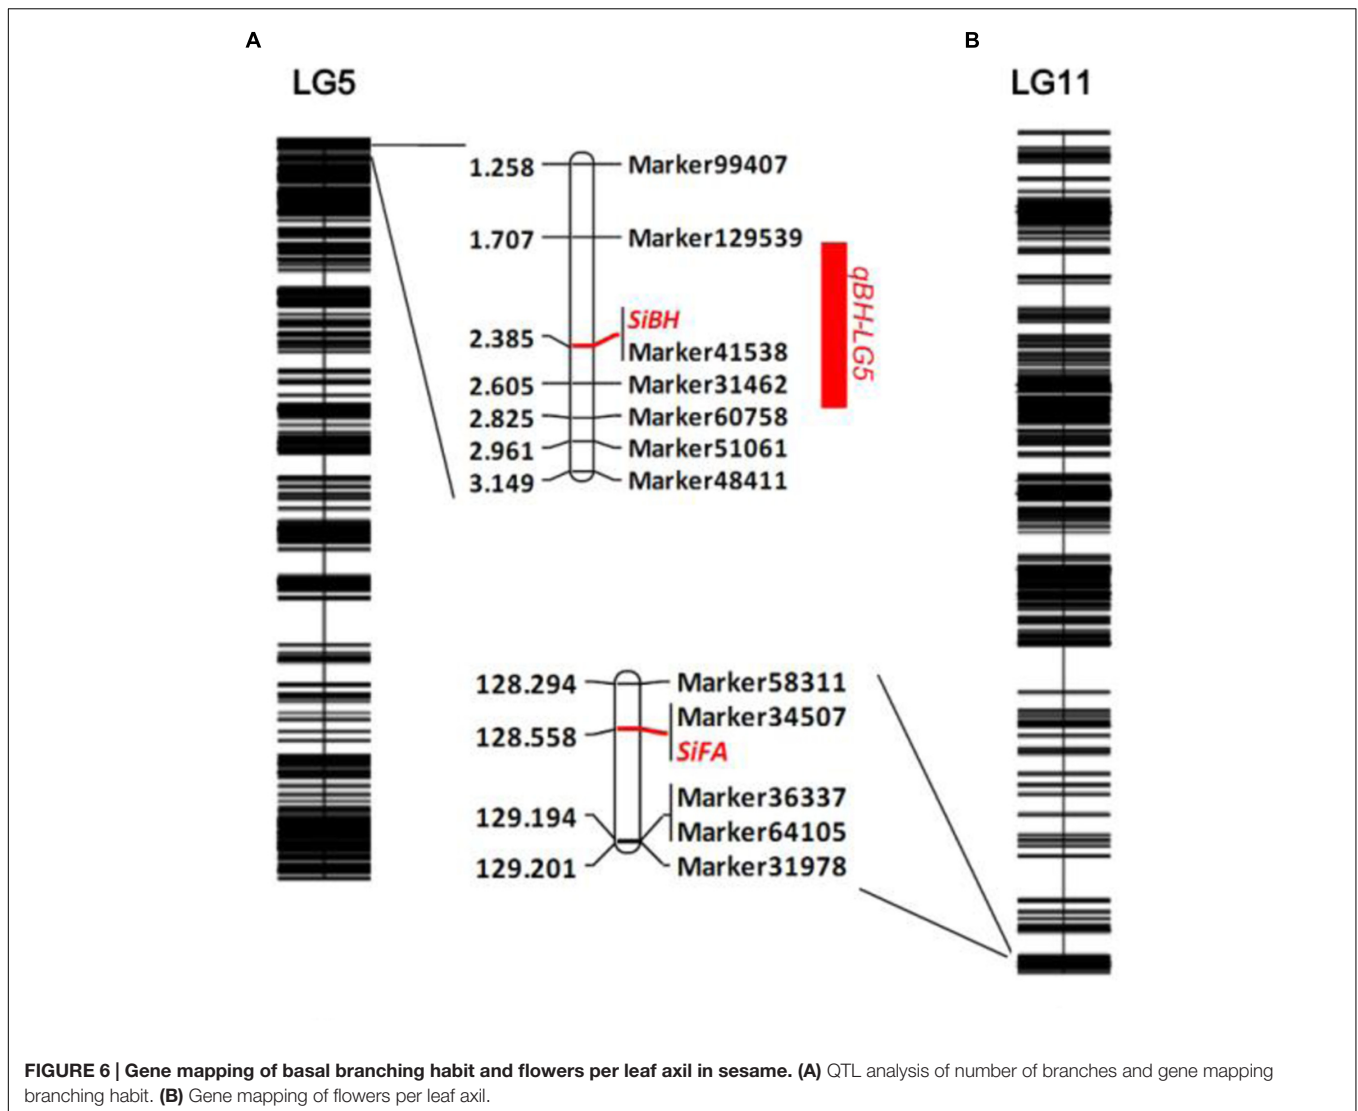 A
B
LG5
LG11
1.258 Marker99407
1.707 Marker129539
SiBH
2.385 Marker41538
2.605 Marker31462
2.825 Marker60758
2.961 Marker51061
3.149 Marker48411
qBH-LG5
128.294 Marker58311
Marker34507
128.558
SiFA
Marker36337
129.194
Marker64105
129.201 Marker31978
FIGURE 6 | Gene mapping of basal branching habit and flowers per leaf axil in sesame. (A) QTL analysis of number of branches and gene mapping
branching habit. (B) Gene mapping of flowers per leaf axil.